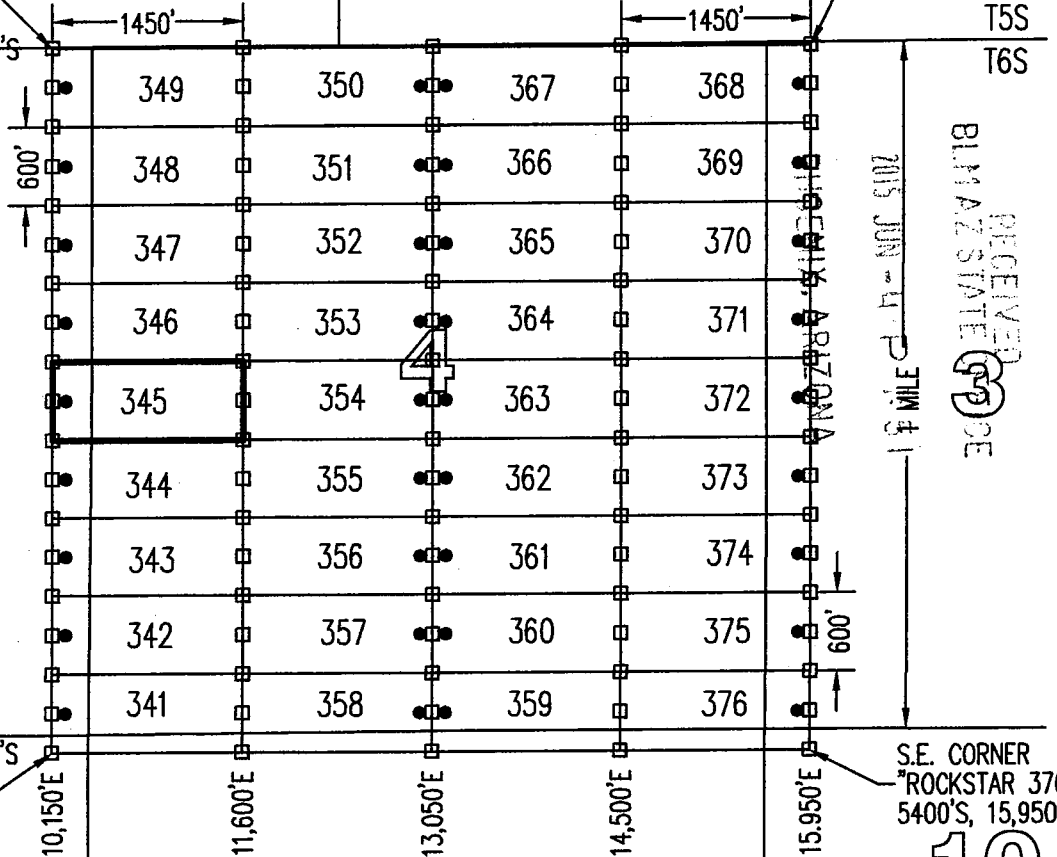 1450'
1450'
T5S
'S
T6S
349 350 367 368
600'
348 351 366 369
347 352 365 370
346 353 364 371
4
345 354 363 372
1 MILE ±
3
344 355 362 373
343 356 361 374
342 357 360 375
600'
341 358 359 376
'S
10,150'E
11,600'E
13,050'E
14,500'E
15.950'E
S.E. CORNER
"ROCKSTAR 376
5400'S, 15,950
10
RECEIVED
BLM AZ STATE OFFICE
2015 JUN -4 P
PHOENIX, ARIZONA